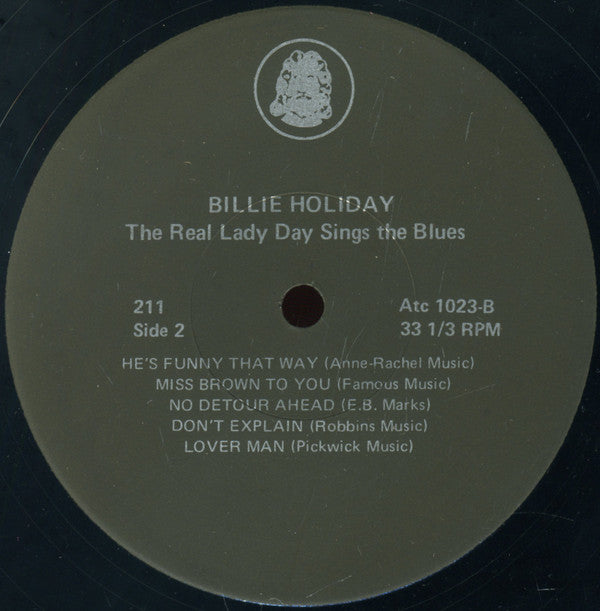 BILLIE HOLIDAY
The Real Lady Day Sings the Blues
211
Side 2
Atc 1023-B
33 1/3 RPM
HE'S FUNNY THAT WAY (Anne-Rachel Music)
MISS BROWN TO YOU (Famous Music)
NO DETOUR AHEAD (E.B. Marks)
DON'T EXPLAIN (Robbins Music)
LOVER MAN (Pickwick Music)